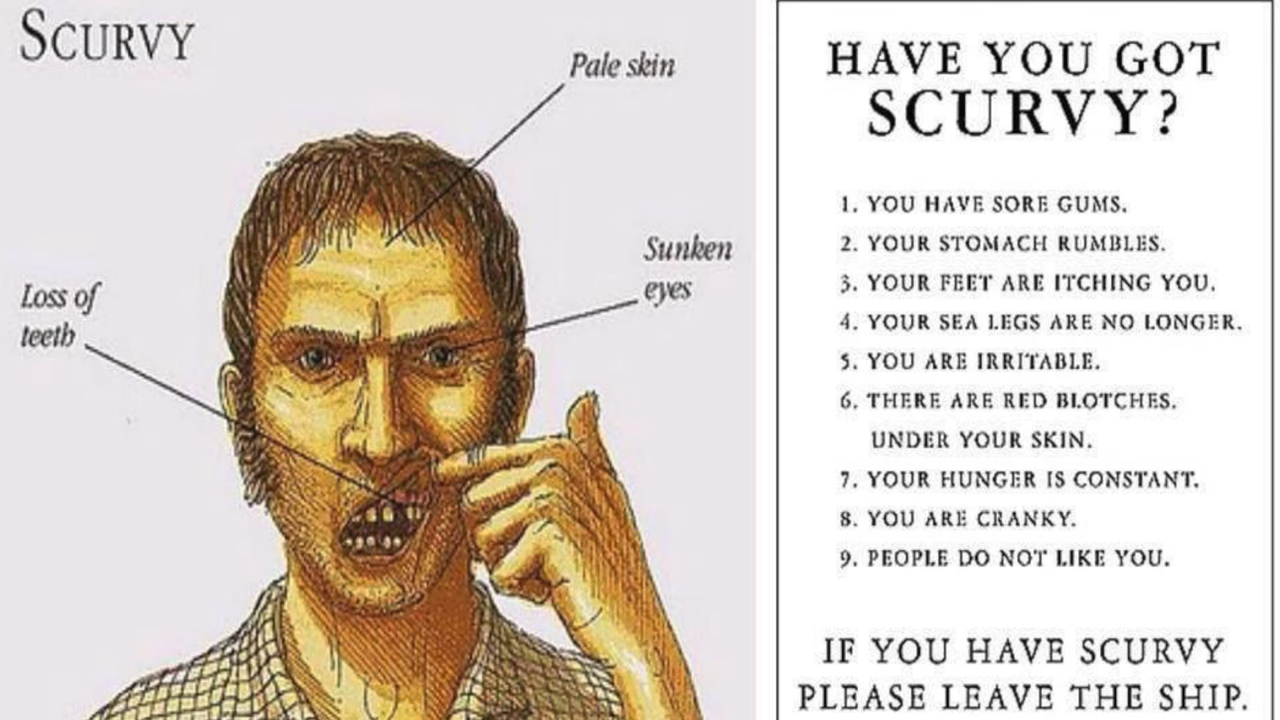 SCURVY
Pale skin
Sunken
eyes
Loss of
teeth
HAVE YOU GOT
SCURVY?
1. YOU HAVE SORE GUMS.
2. YOUR STOMACH RUMBLES.
3. YOUR FEET ARE ITCHING YOU.
4. YOUR SEA LEGS ARE NO LONGER.
5. YOU ARE IRRITABLE.
6. THERE ARE RED BLOTCHES.
UNDER YOUR SKIN.
7. YOUR HUNGER IS CONSTANT.
8. YOU ARE CRANKY.
9. PEOPLE DO NOT LIKE YOU.
IF YOU HAVE SCURVY
PLEASE LEAVE THE SHIP.